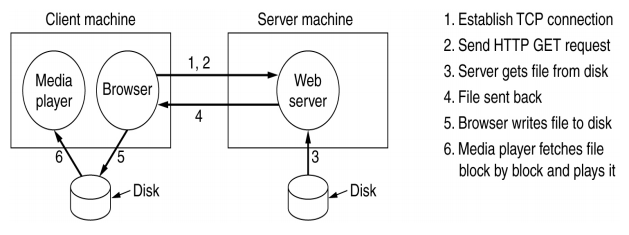 Client machine
Server machine
Media
player
Browser
1, 2
4
Web
server
6
5
3
Disk
Disk
1. Establish TCP connection
2. Send HTTP GET request
3. Server gets file from disk
4. File sent back
5. Browser writes file to disk
6. Media player fetches file
block by block and plays it